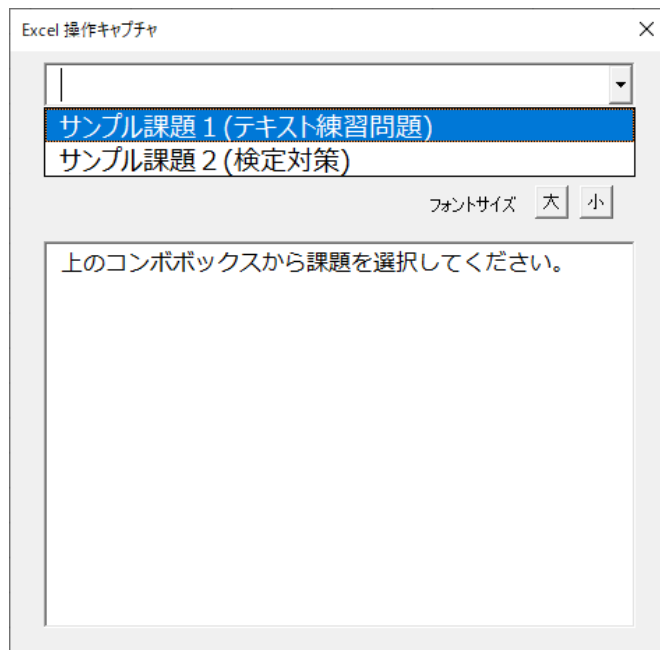 Excel 操作キャプチャ
サンプル課題１(テキスト練習問題)
サンプル課題２(検定対策)
フォントサイズ 大 小
上のコンボボックスから課題を選択してください。